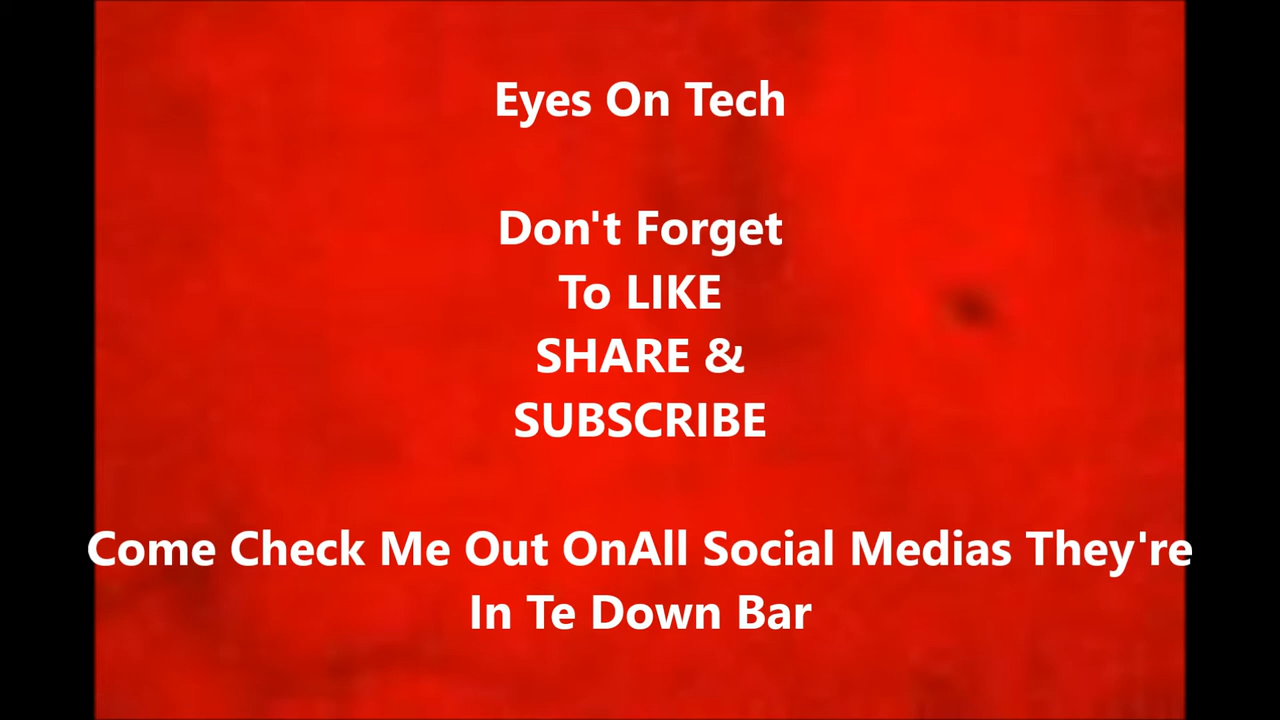 Eyes On Tech
Don't Forget
To LIKE
SHARE &
SUBSCRIBE
Come Check Me Out OnAll Social Medias They're
In Te Down Bar